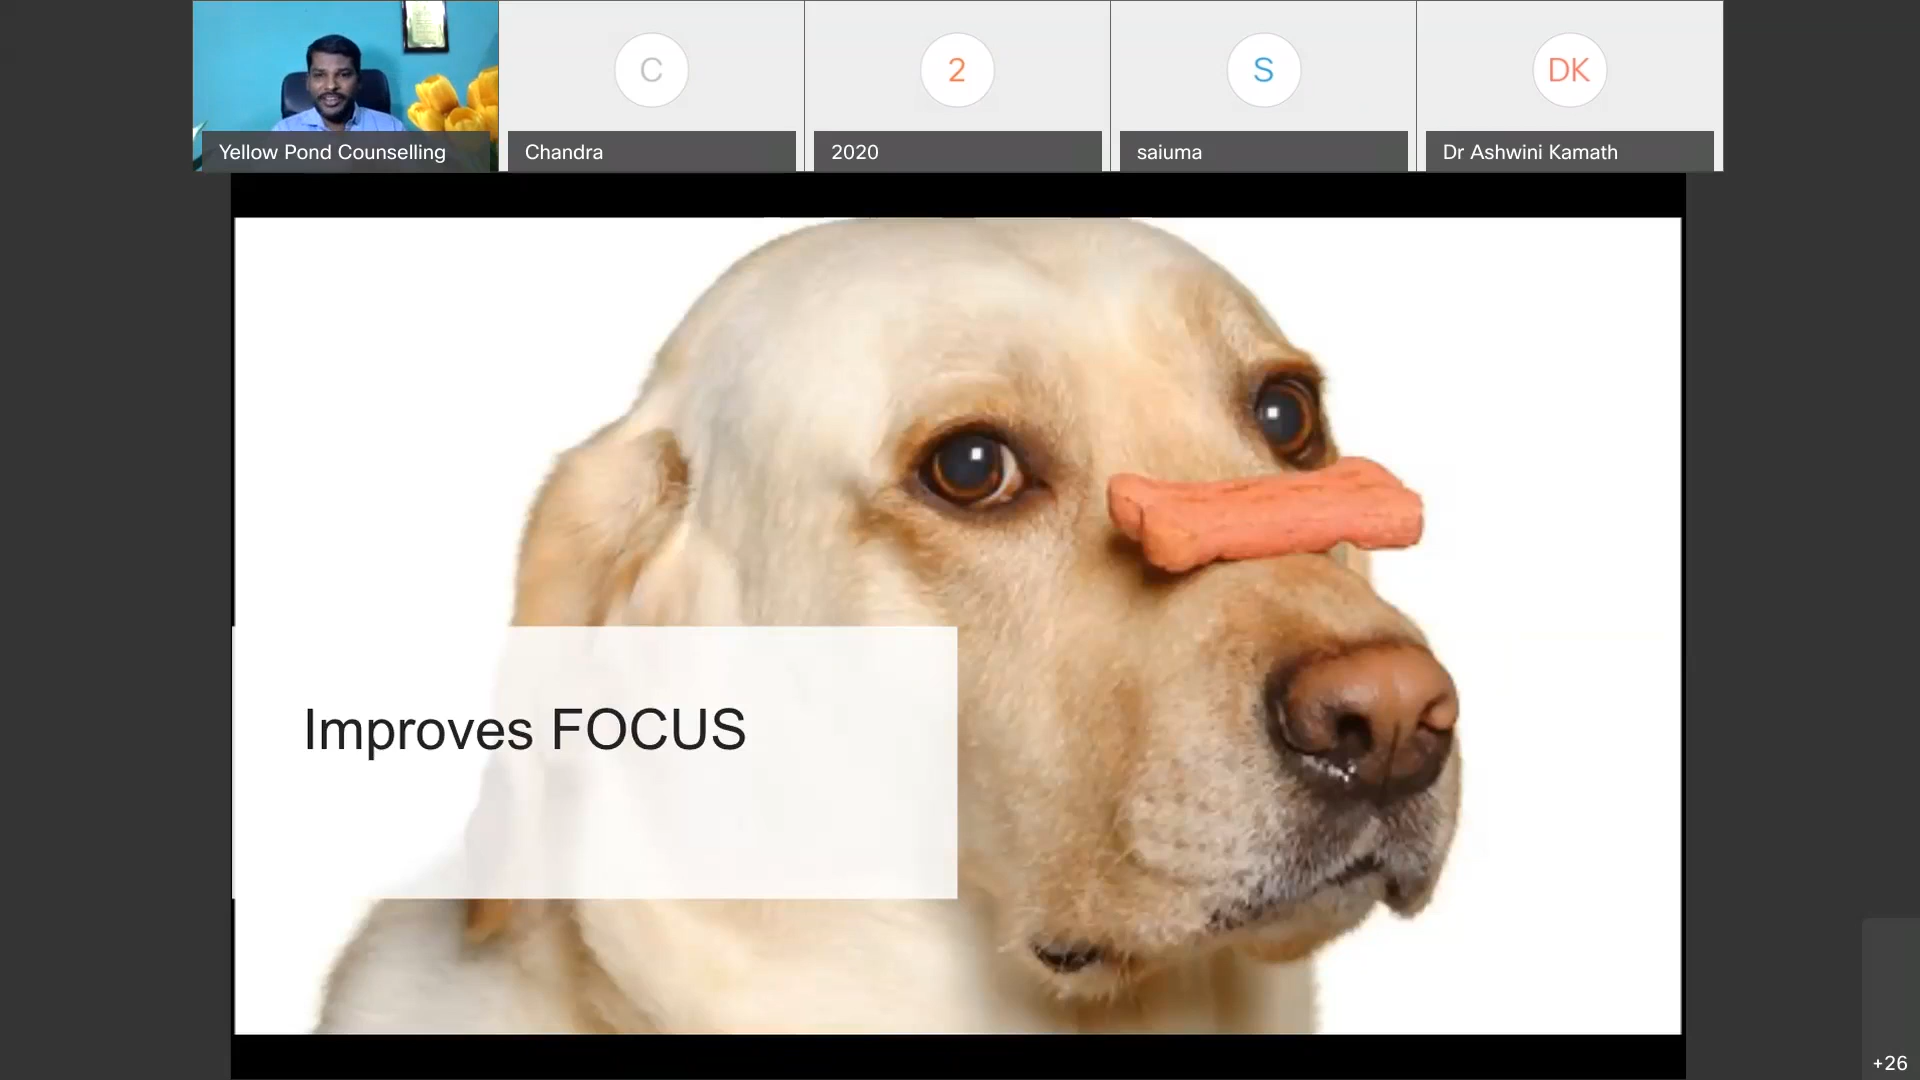 C
2
S
DK
Yellow Pond Counselling
Chandra
2020
saiuma
Dr Ashwini Kamath
Improves FOCUS
+26